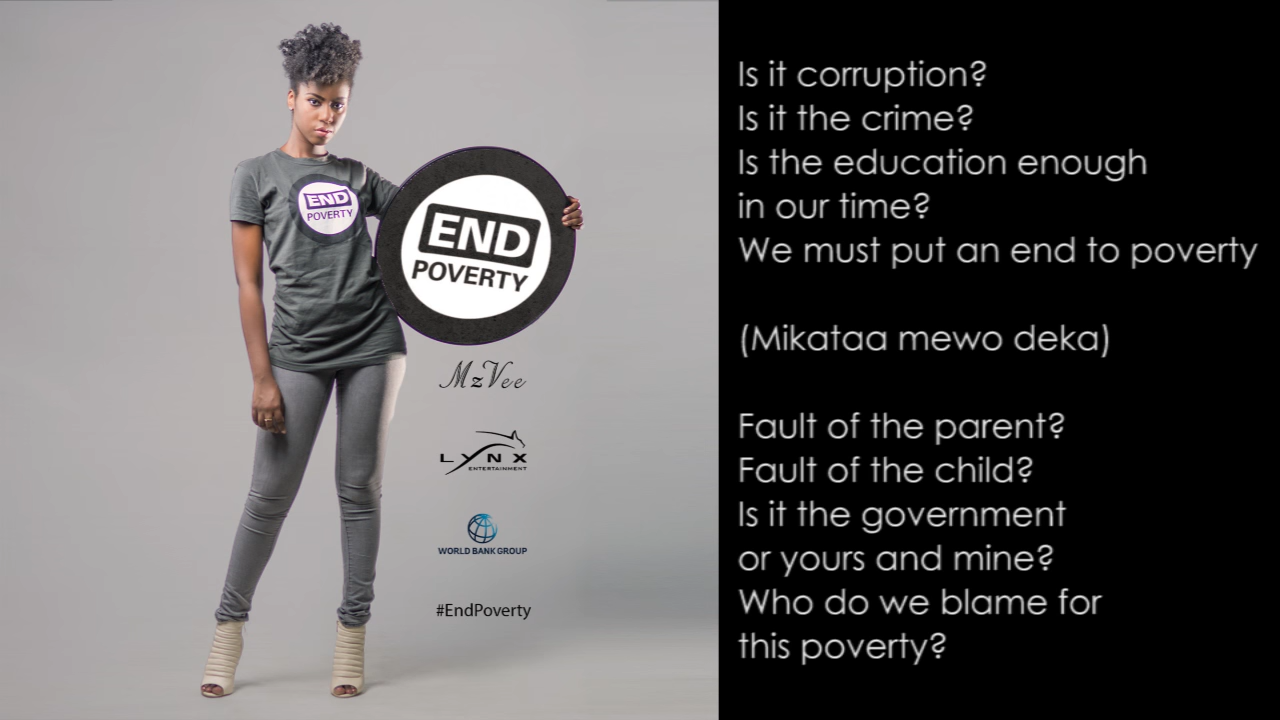 END
POVERTY
END
POVERTY
MzVee
LYNX
ENTERTAINMENT
WORLD BANK GROUP
#EndPoverty
Is it corruption?
Is it the crime?
Is the education enough
in our time?
We must put an end to poverty
(Mikataa mewo deka)
Fault of the parent?
Fault of the child?
Is it the government
or yours and mine?
Who do we blame for
this poverty?